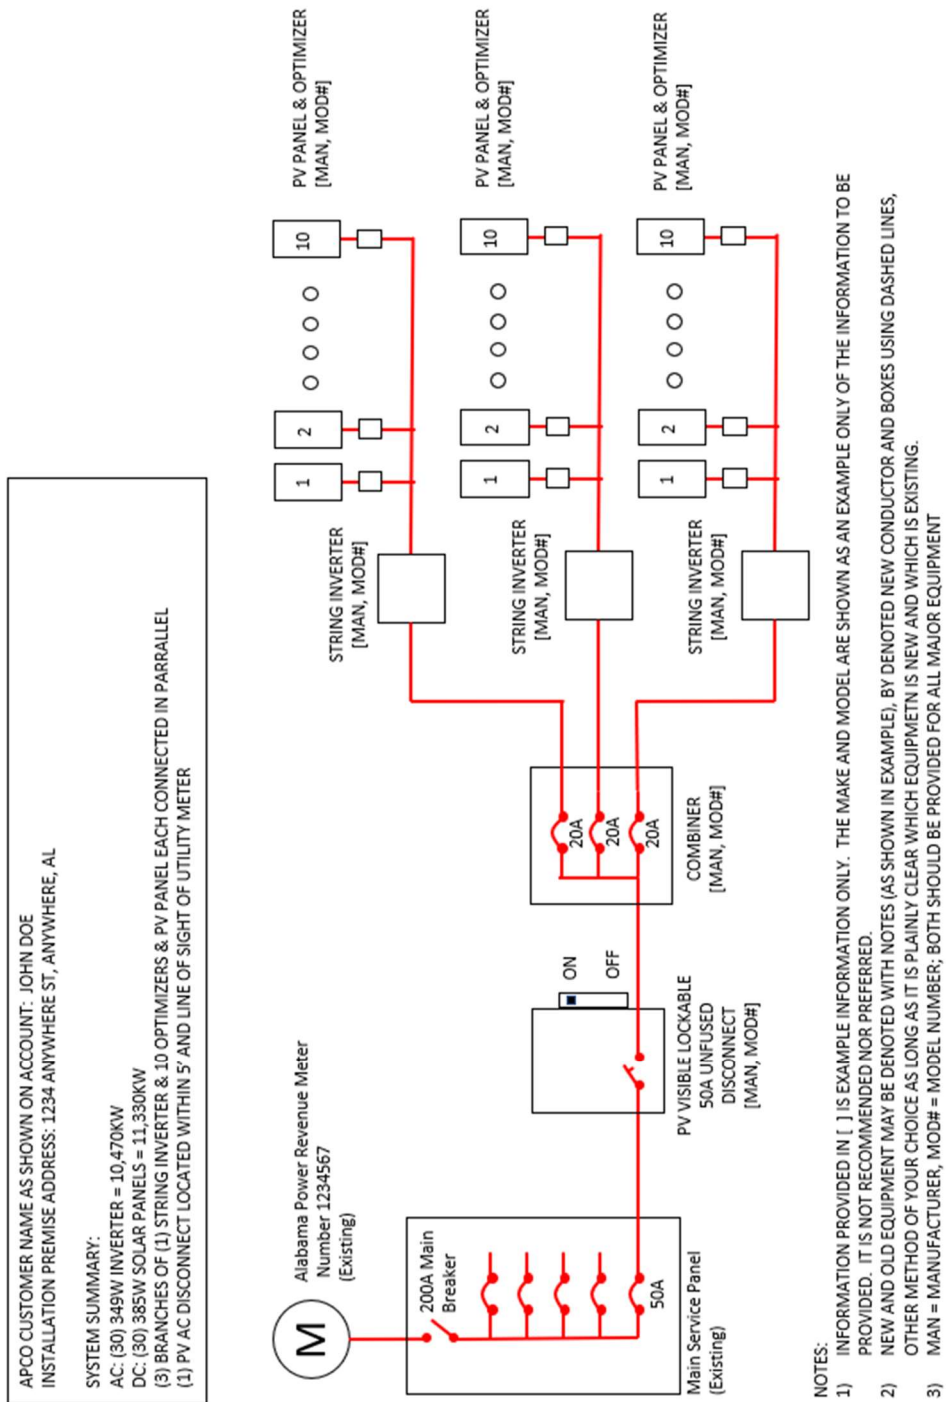 APCO CUSTOMER NAME AS SHOWN ON ACCOUNT: JOHN DOE
INSTALLATION PREMISE ADDRESS: 1234 ANYWHERE ST, ANYWHERE, AL
SYSTEM SUMMARY:
AC: (30) 349W INVERTER = 10,470KW
DC: (30) 385W SOLAR PANELS = 11,330KW
(3) BRANCHES OF (1) STRING INVERTER & 10 OPTIMIZERS & PV PANEL EACH CONNECTED IN PARRALEL
(1) PV AC DISCONNECT LOCATED WITHIN 5' AND LINE OF SIGHT OF UTILITY METER
Alabama Power Revenue Meter
Number 1234567
(Existing)
M
200A Main
Breaker
50A
Main Service Panel
(Existing)
ON
OFF
PV VISIBLE LOCKABLE
50A UNFUSED
DISCONNECT
[MAN, MOD#]
20A
20A
20A
COMBINER
[MAN, MOD#]
STRING INVERTER
[MAN, MOD#]
1
2
10
PV PANEL & OPTIMIZER
[MAN, MOD#]
STRING INVERTER
[MAN, MOD#]
1
2
10
PV PANEL & OPTIMIZER
[MAN, MOD#]
STRING INVERTER
[MAN, MOD#]
1
2
10
PV PANEL & OPTIMIZER
[MAN, MOD#]
NOTES:
1) INFORMATION PROVIDED IN [ ] IS EXAMPLE INFORMATION ONLY. THE MAKE AND MODEL ARE SHOWN AS AN EXAMPLE ONLY OF THE INFORMATION TO BE
PROVIDED. IT IS NOT RECOMMENDED NOR PREFERRED.
2) NEW AND OLD EQUIPMENT MAY BE DENOTED WITH NOTES (AS SHOWN IN EXAMPLE), BY DENOTED NEW CONDUCTOR AND BOXES USING DASHED LINES,
OTHER METHOD OF YOUR CHOICE AS LONG AS IT IS PLAINLY CLEAR WHICH EQUIPMETN IS NEW AND WHICH IS EXISTING.
3) MAN = MANUFACTURER, MOD# = MODEL NUMBER; BOTH SHOULD BE PROVIDED FOR ALL MAJOR EQUIPMENT